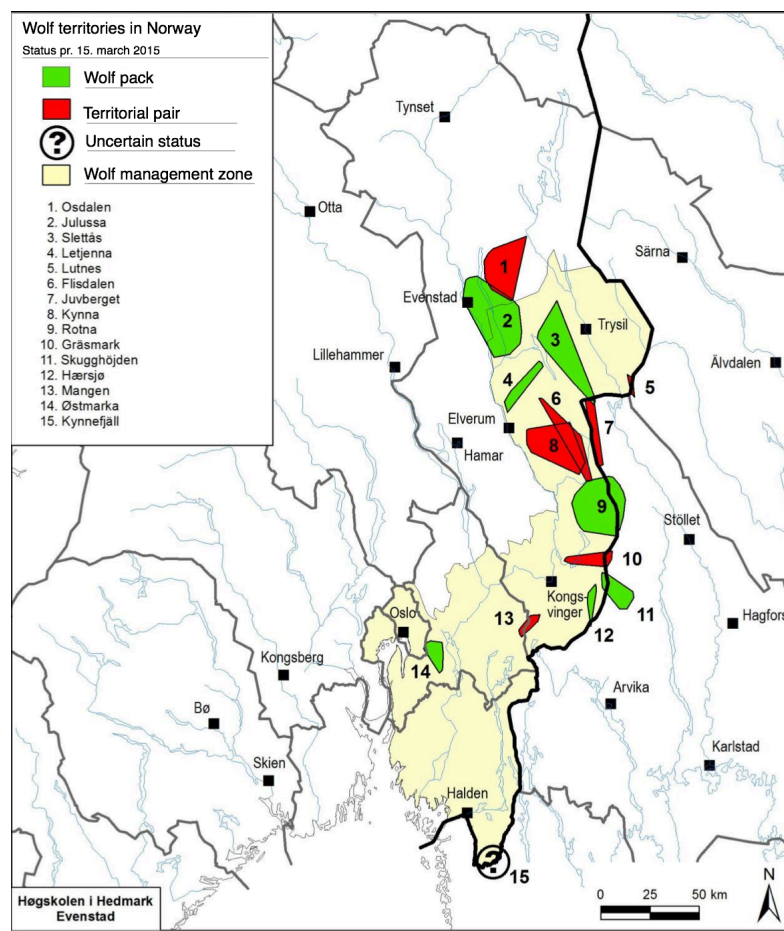 Wolf territories in Norway
Status pr. 15. march 2015
Wolf pack
Territorial pair
? Uncertain status
Wolf management zone
1. Osdalen
2. Julussa
3. Slettås
4. Letjenna
5. Lutnes
6. Flisdalen
7. Juvberget
8. Kynna
9. Rotna
10. Gräsmark
11. Skugghöjden
12. Hærsjø
13. Mangen
14. Østmarka
15. Kynnefjäll
Tynset
Otta
Särna
1
Evenstad
2
Trysil
3
Lillehammer
Älvdalen
4
5
6
Elverum
7
Hamar
8
9
Stöllet
10
Kongs-
vinger
11
Oslo
13
12
Hagfors
14
Kongsberg
Arvika
Bø
Karlstad
Skien
Halden
?
15
N
0 25 50 km
Høgskolen i Hedmark
Evenstad